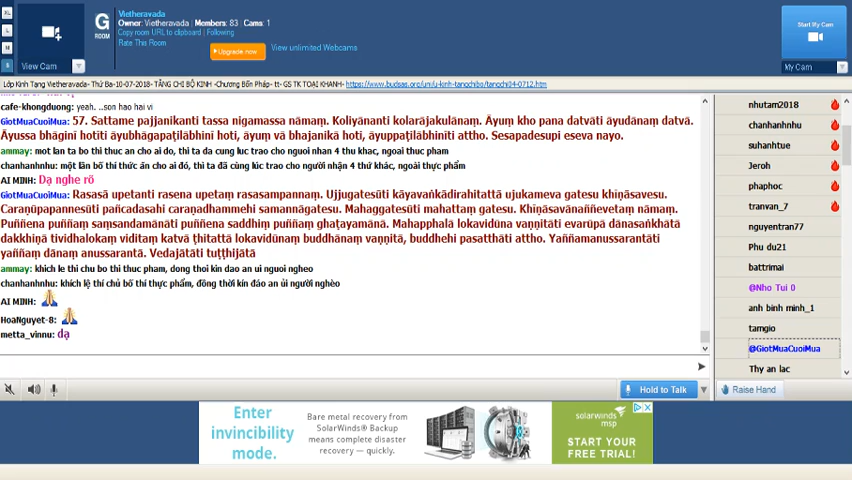 XL
L
M
S
View Cam
G
ROOM
Vietheravada
Owner: Vietheravada | Members: 83 | Cams: 1
Copy room URL to clipboard | Following
Rate This Room
Upgrade now
View unlimited Webcams
Start My Cam
My Cam
Lớp Kinh Tạng Vietheravada- Thứ Ba-10-07-2018- TĂNG CHI BỘ KINH -Chương Bốn Pháp- tt- GS TK TOẠI KHANH- https://www.budsas.org/uni/u-kinh-tangchibo/tangchi04-0712.htm
cafe-khongduong: yeah. ..son hao hai vi
GiotMuaCuoiMua: 57. Sattame pajjanikanti tassa nigamassa nāmaṃ. Koliyānanti kolarājakulānaṃ. Āyuṃ kho pana datvāti āyudānaṃ datvā.
Āyussa bhāginī hotīti āyubhāgapaṭilābhinī hoti, āyuṃ vā bhajanikā hoti, āyuppaṭilābhinīti attho. Sesapadesupi eseva nayo.
ammay: mot lan ta bo thi thuc an cho ai do, thi ta da cung luc trao cho nguoi nhan 4 thu khac, ngoai thuc pham
chanhanhnhu: một lần bố thí thức ăn cho ai đó, thì ta đã cùng lúc trao cho người nhận 4 thứ khác, ngoài thực phẩm
AI MINH: Dạ nghe rõ
GiotMuaCuoiMua: Rasasā upetanti rasena upetaṃ rasasampannaṃ. Ujjugatesūti kāyavaṅkādirahitattā ujukameva gatesu khīṇāsavesu.
Caraṇūpapannesūti pañcadasahi caraṇadhammehi samannāgatesu. Mahaggatesūti mahattaṃ gatesu. Khīṇāsavānaññevetaṃ nāmaṃ.
Puññena puññaṃ saṃsandamānāti puññena saddhiṃ puññaṃ ghaṭayamānā. Mahapphalā lokavidūna vaṇṇitāti evarūpā dānasaṅkhātā
dakkhiṇā tividhalokaṃ viditaṃ katvā ṭhitattā lokavidūnaṃ buddhānaṃ vaṇṇitā, buddhehi pasatthāti attho. Yaññamanussarantāti
yaññaṃ dānaṃ anussarantā. Vedajātāti tuṭṭhijātā
ammay: khich le thi chu bo thi thuc pham, dong thoi kin dao an ui nguoi ngheo
chanhanhnhu: khích lệ thí chủ bố thí thực phẩm, đồng thời kín đáo an ủi người nghèo
AI MINH:
HoaNguyet-8:
metta_vinnu: dạ
nhutam2018
chanhanhnhu
suhanhtue
Jeroh
phaphoc
tranvan_7
nguyentran77
Phu du21
battrimai
@Nho Tui 0
anh binh minh_1
tamgio
@GiotMuaCuoiMua
Thy an lac
Hold to Talk
Raise Hand
Enter
invincibility
mode.
Bare metal recovery from
SolarWinds® Backup
means complete disaster
recovery — quickly.
solarwinds
msp
START YOUR
FREE TRIAL!